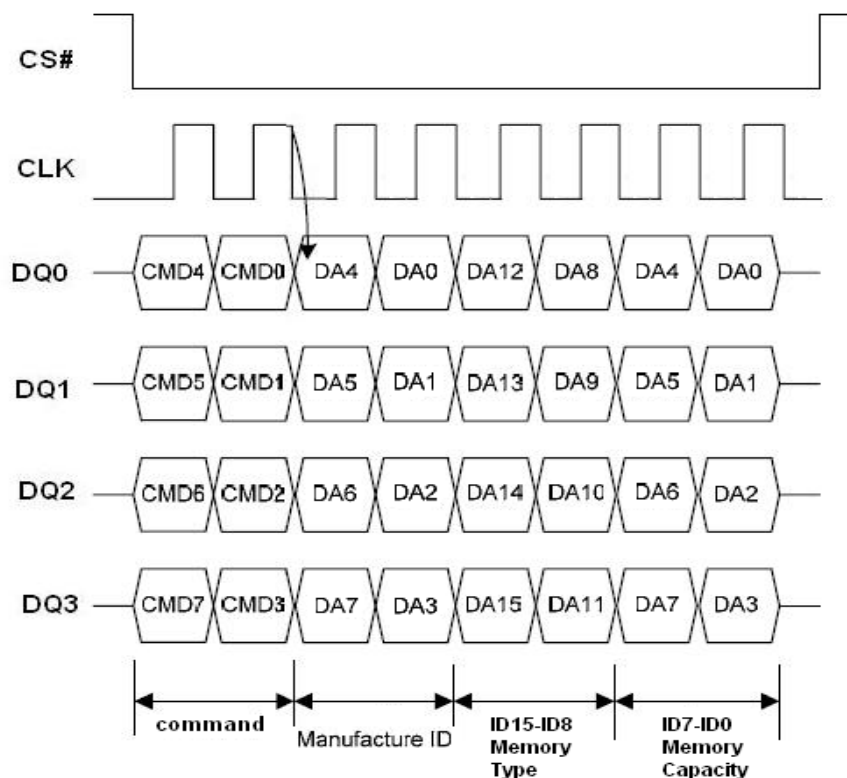 CS#
CLK
DQ0 CMD4 CMD0 DA4 DA0 DA12 DA8 DA4 DA0
DQ1 CMD5 CMD1 DA5 DA1 DA13 DA9 DA5 DA1
DQ2 CMD6 CMD2 DA6 DA2 DA14 DA10 DA6 DA2
DQ3 CMD7 CMD3 DA7 DA3 DA15 DA11 DA7 DA3
command
Manufacture ID
ID15-ID8
Memory
Type
ID7-ID0
Memory
Capacity